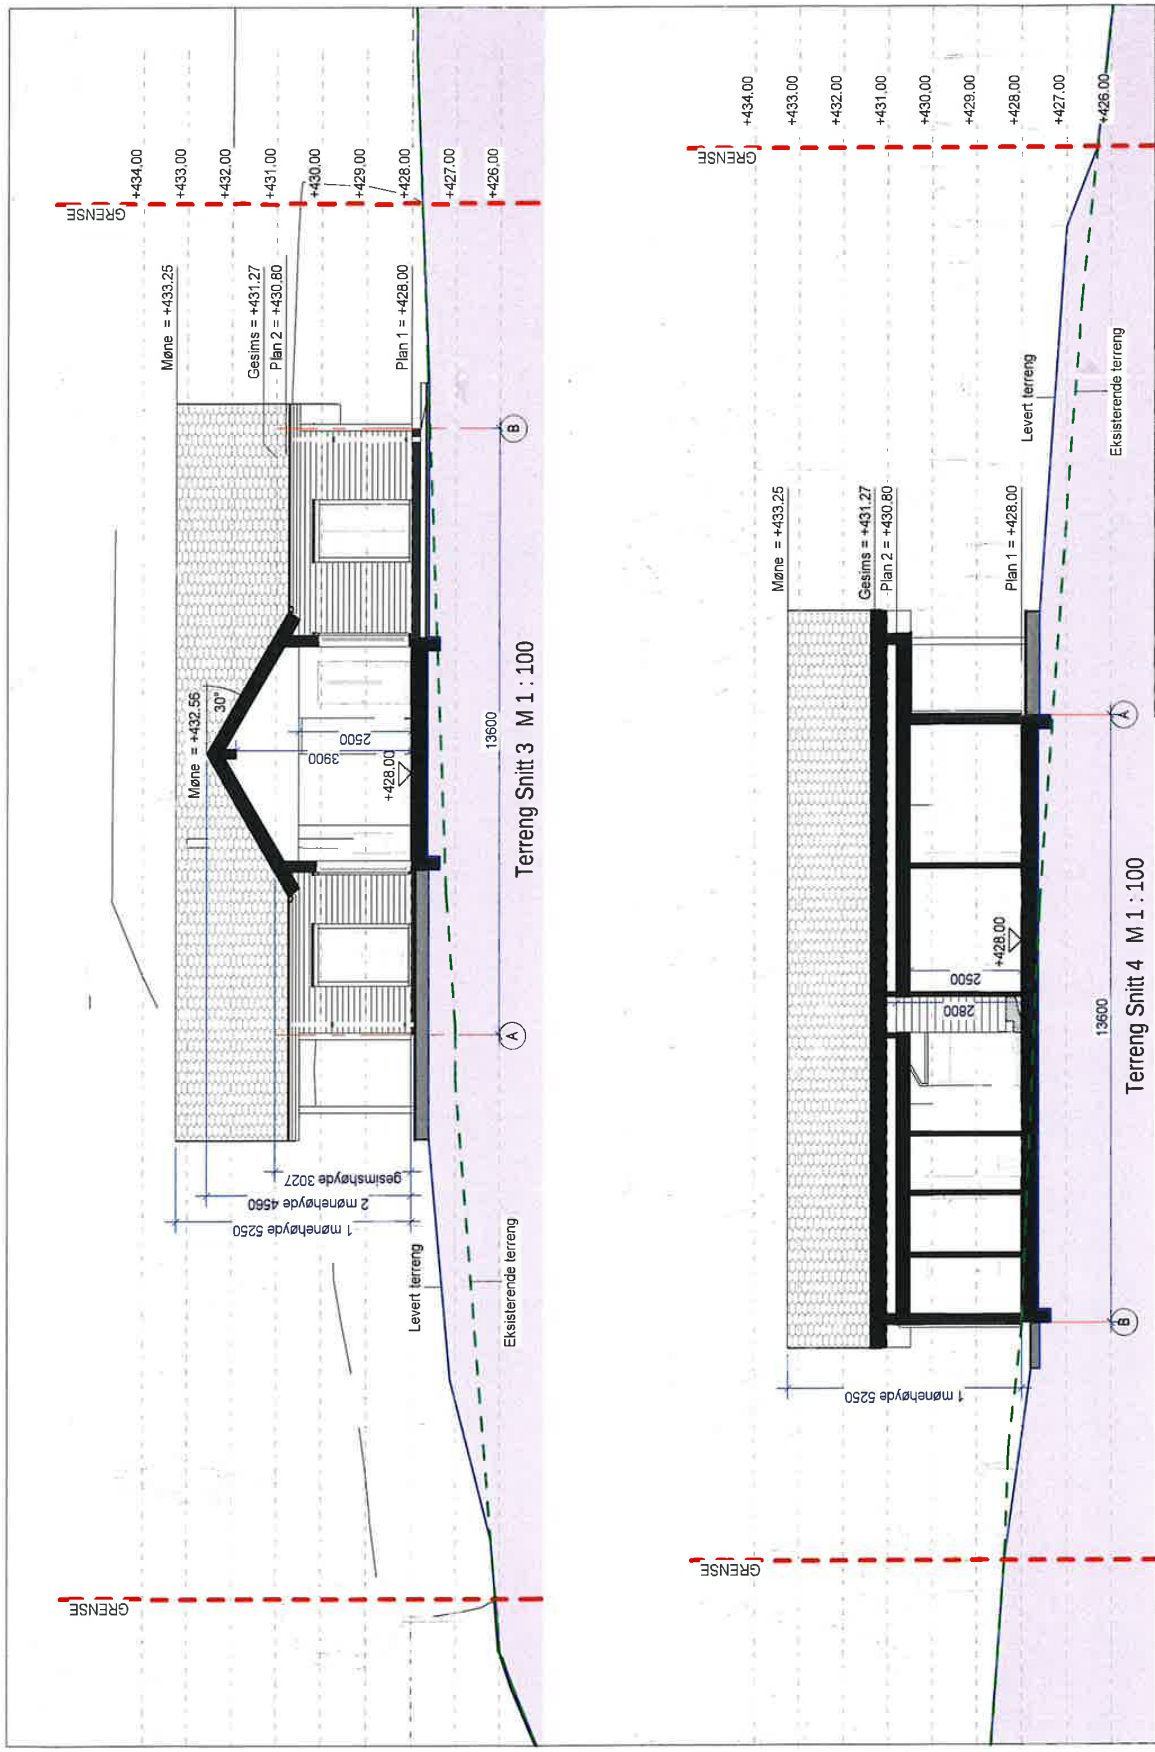 GRENSE
GRENSE
+434.00
+433.00
+432.00
+431.00
+430.00
+429.00
+428.00
+427.00
+426.00
Møne = +433.25
Gesims = +431.27
Plan 2 = +430.80
Plan 1 = +428.00
Møne = +432.56
30°
2500
3900
+428.00
1 mønehøyde 5250
2 mønehøyde 4560
gesimshøyde 3027
Levert terreng
Eksisterende terreng
A
13600
B
Terreng Snitt 3 M 1 : 100
GRENSE
GRENSE
+434.00
+433.00
+432.00
+431.00
+430.00
+429.00
+428.00
+427.00
+426.00
Møne = +433.25
Gesims = +431.27
Plan 2 = +430.80
Plan 1 = +428.00
1 mønehøyde 5250
2800
2500
+428.00
Levert terreng
Eksisterende terreng
B
13600
A
Terreng Snitt 4 M 1 : 100